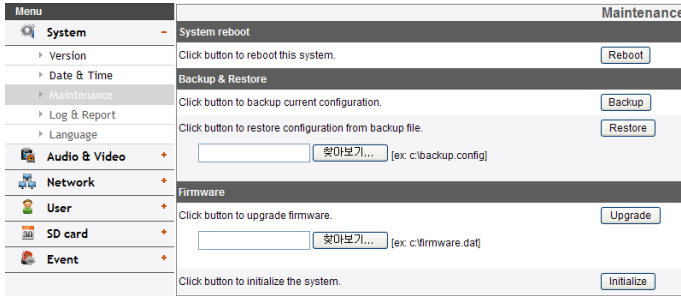 Menu
System -
Version
Date & Time
Maintenance
Log & Report
Language
Audio & Video +
Network +
User +
30 SD card +
Event +
Maintenance
System reboot
Click button to reboot this system. Reboot
Backup & Restore
Click button to backup current configuration. Backup
Click button to restore configuration from backup file. Restore
찾아보기... [ex: c:\backup.config]
Firmware
Click button to upgrade firmware. Upgrade
찾아보기... [ex: c:\firmware.dat]
Click button to initialize the system. Initialize